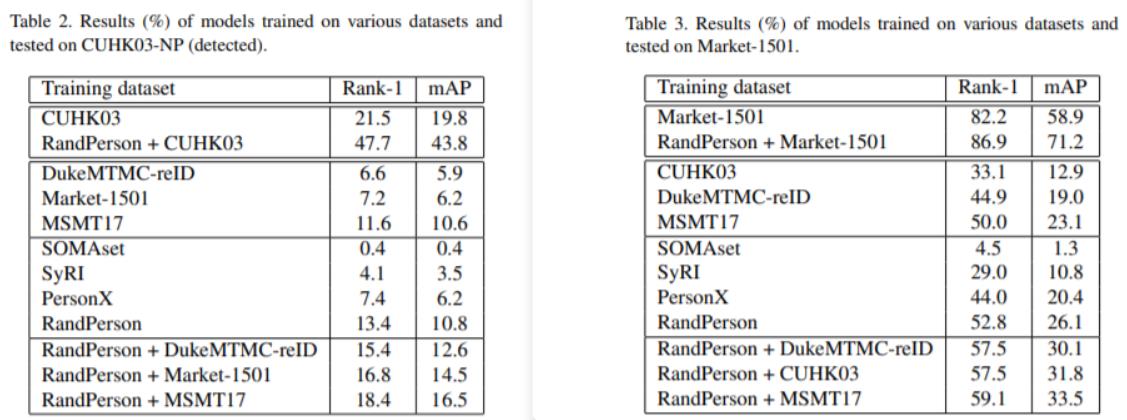 Table 2. Results (%) of models trained on various datasets and
tested on CUHK03-NP (detected).
Training dataset Rank-1 mAP
CUHK03 21.5 19.8
RandPerson + CUHK03 47.7 43.8
DukeMTMC-reID 6.6 5.9
Market-1501 7.2 6.2
MSMT17 11.6 10.6
SOMAset 0.4 0.4
SyRI 4.1 3.5
PersonX 7.4 6.2
RandPerson 13.4 10.8
RandPerson + DukeMTMC-reID 15.4 12.6
RandPerson + Market-1501 16.8 14.5
RandPerson + MSMT17 18.4 16.5
Table 3. Results (%) of models trained on various datasets and
tested on Market-1501.
Training dataset Rank-1 mAP
Market-1501 82.2 58.9
RandPerson + Market-1501 86.9 71.2
CUHK03 33.1 12.9
DukeMTMC-reID 44.9 19.0
MSMT17 50.0 23.1
SOMAset 4.5 1.3
SyRI 29.0 10.8
PersonX 44.0 20.4
RandPerson 52.8 26.1
RandPerson + DukeMTMC-reID 57.5 30.1
RandPerson + CUHK03 57.5 31.8
RandPerson + MSMT17 59.1 33.5